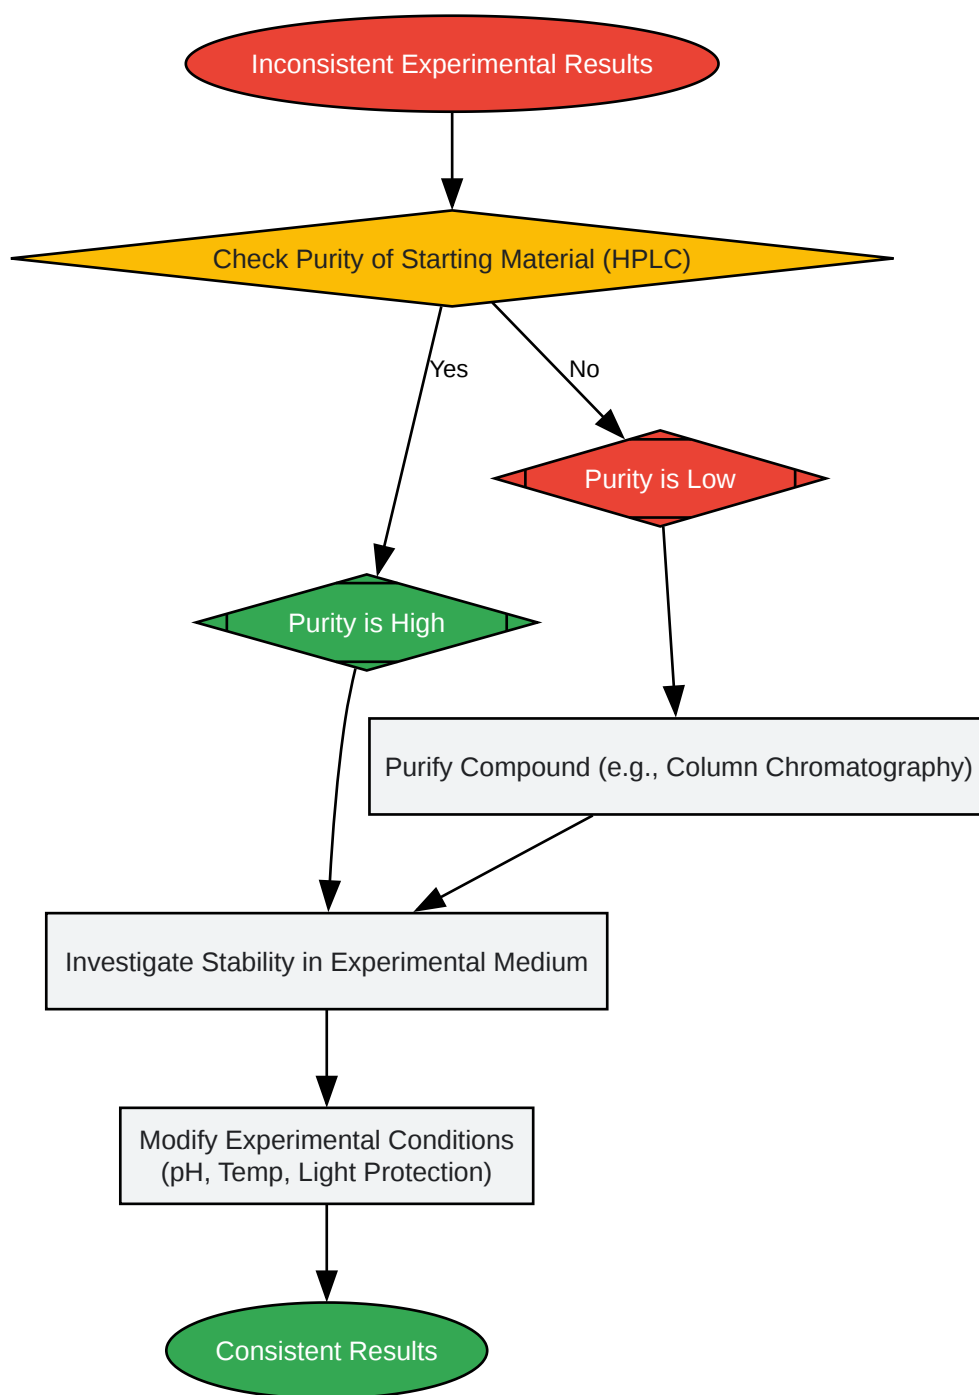 Inconsistent Experimental Results
Check Purity of Starting Material (HPLC)
Yes
No
Purity is Low
Purity is High
Purify Compound (e.g., Column Chromatography)
Investigate Stability in Experimental Medium
Modify Experimental Conditions
(pH, Temp, Light Protection)
Consistent Results